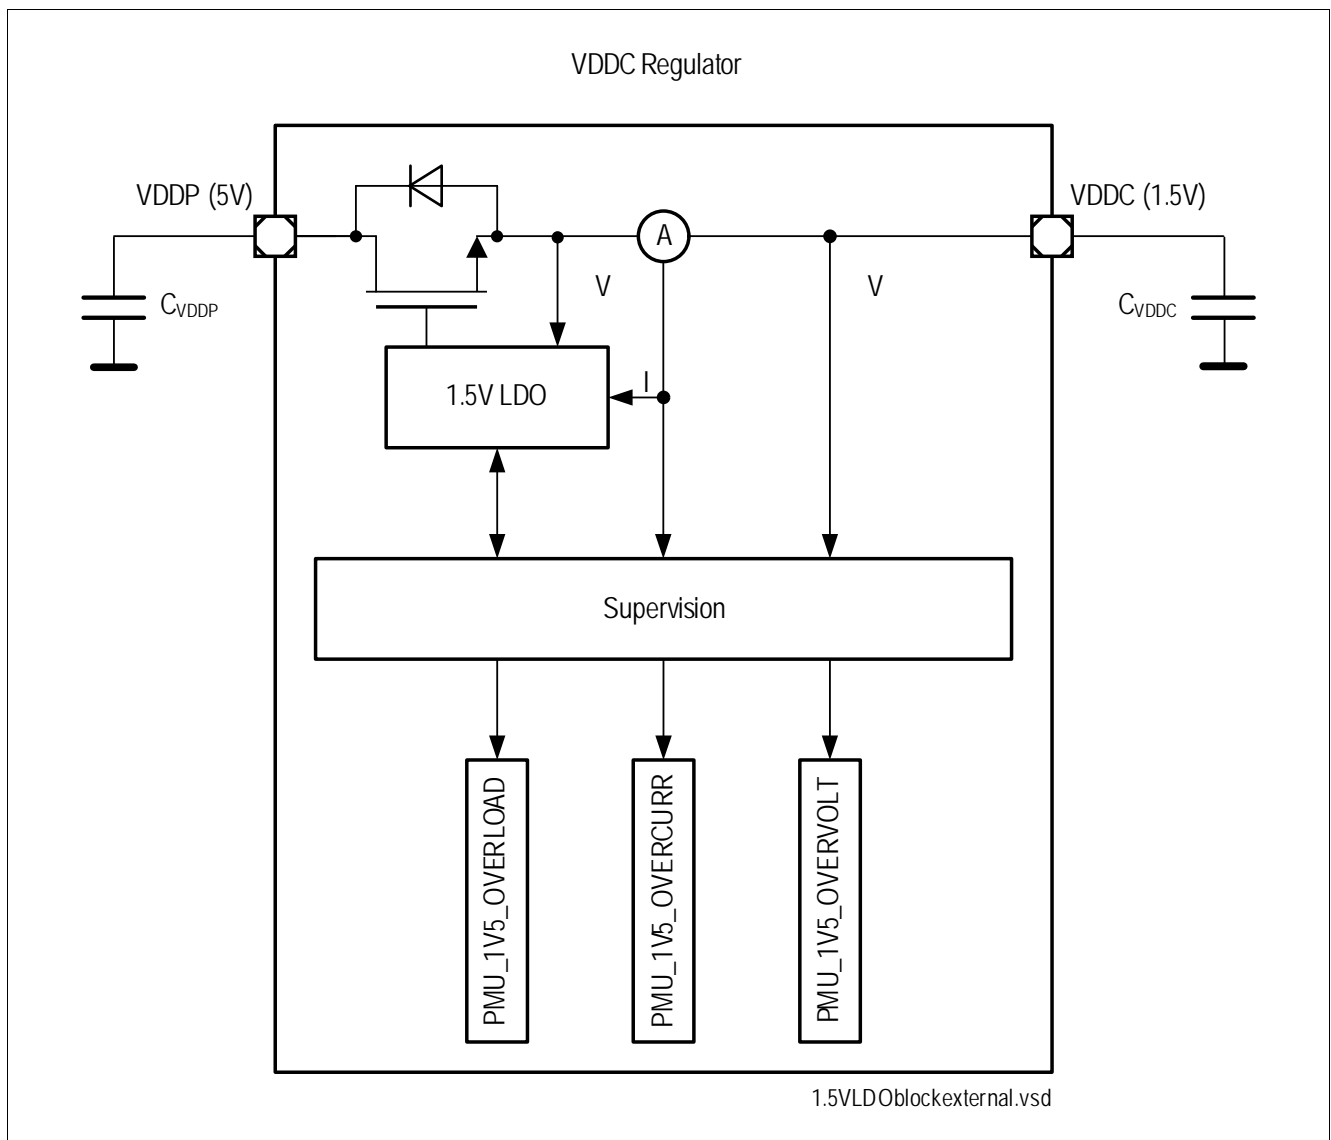 VDDC Regulator
VDDP (5V)
VDDC (1.5V)
A
V
V
CVDDP
CVDDC
I
1.5V LDO
Supervision
PMU_1V5_OVERLOAD
PMU_1V5_OVERCURR
PMU_1V5_OVERVOLT
1.5VLDOblockexternal.vsd